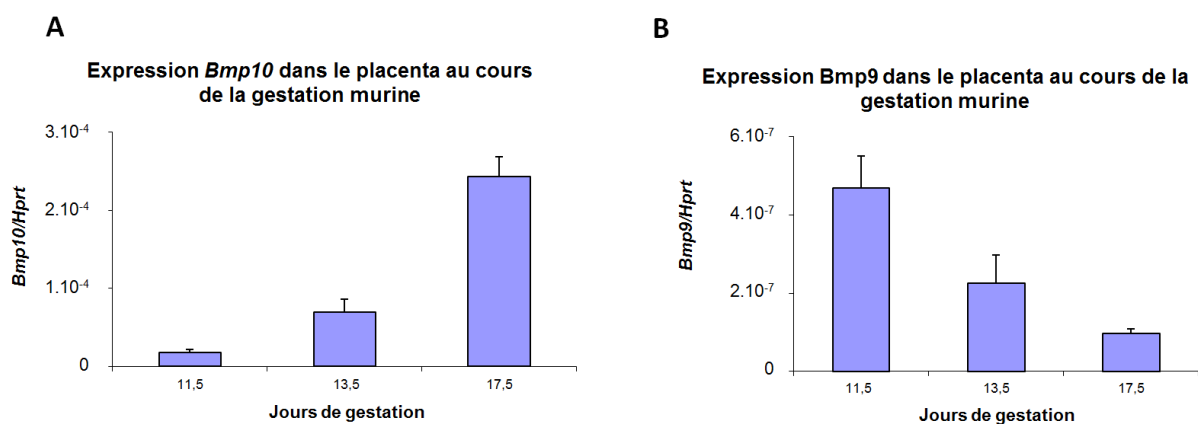 A
Expression Bmp10 dans le placenta au cours
de la gestation murine
3.10-4
2.10-4
1.10-4
0
Bmp10/Hprt
11,5
13,5
17,5
Jours de gestation
B
Expression Bmp9 dans le placenta au cours de la
gestation murine
6.10-7
4.10-7
2.10-7
0
Bmp9/Hprt
11,5
13,5
17,5
Jours de gestation